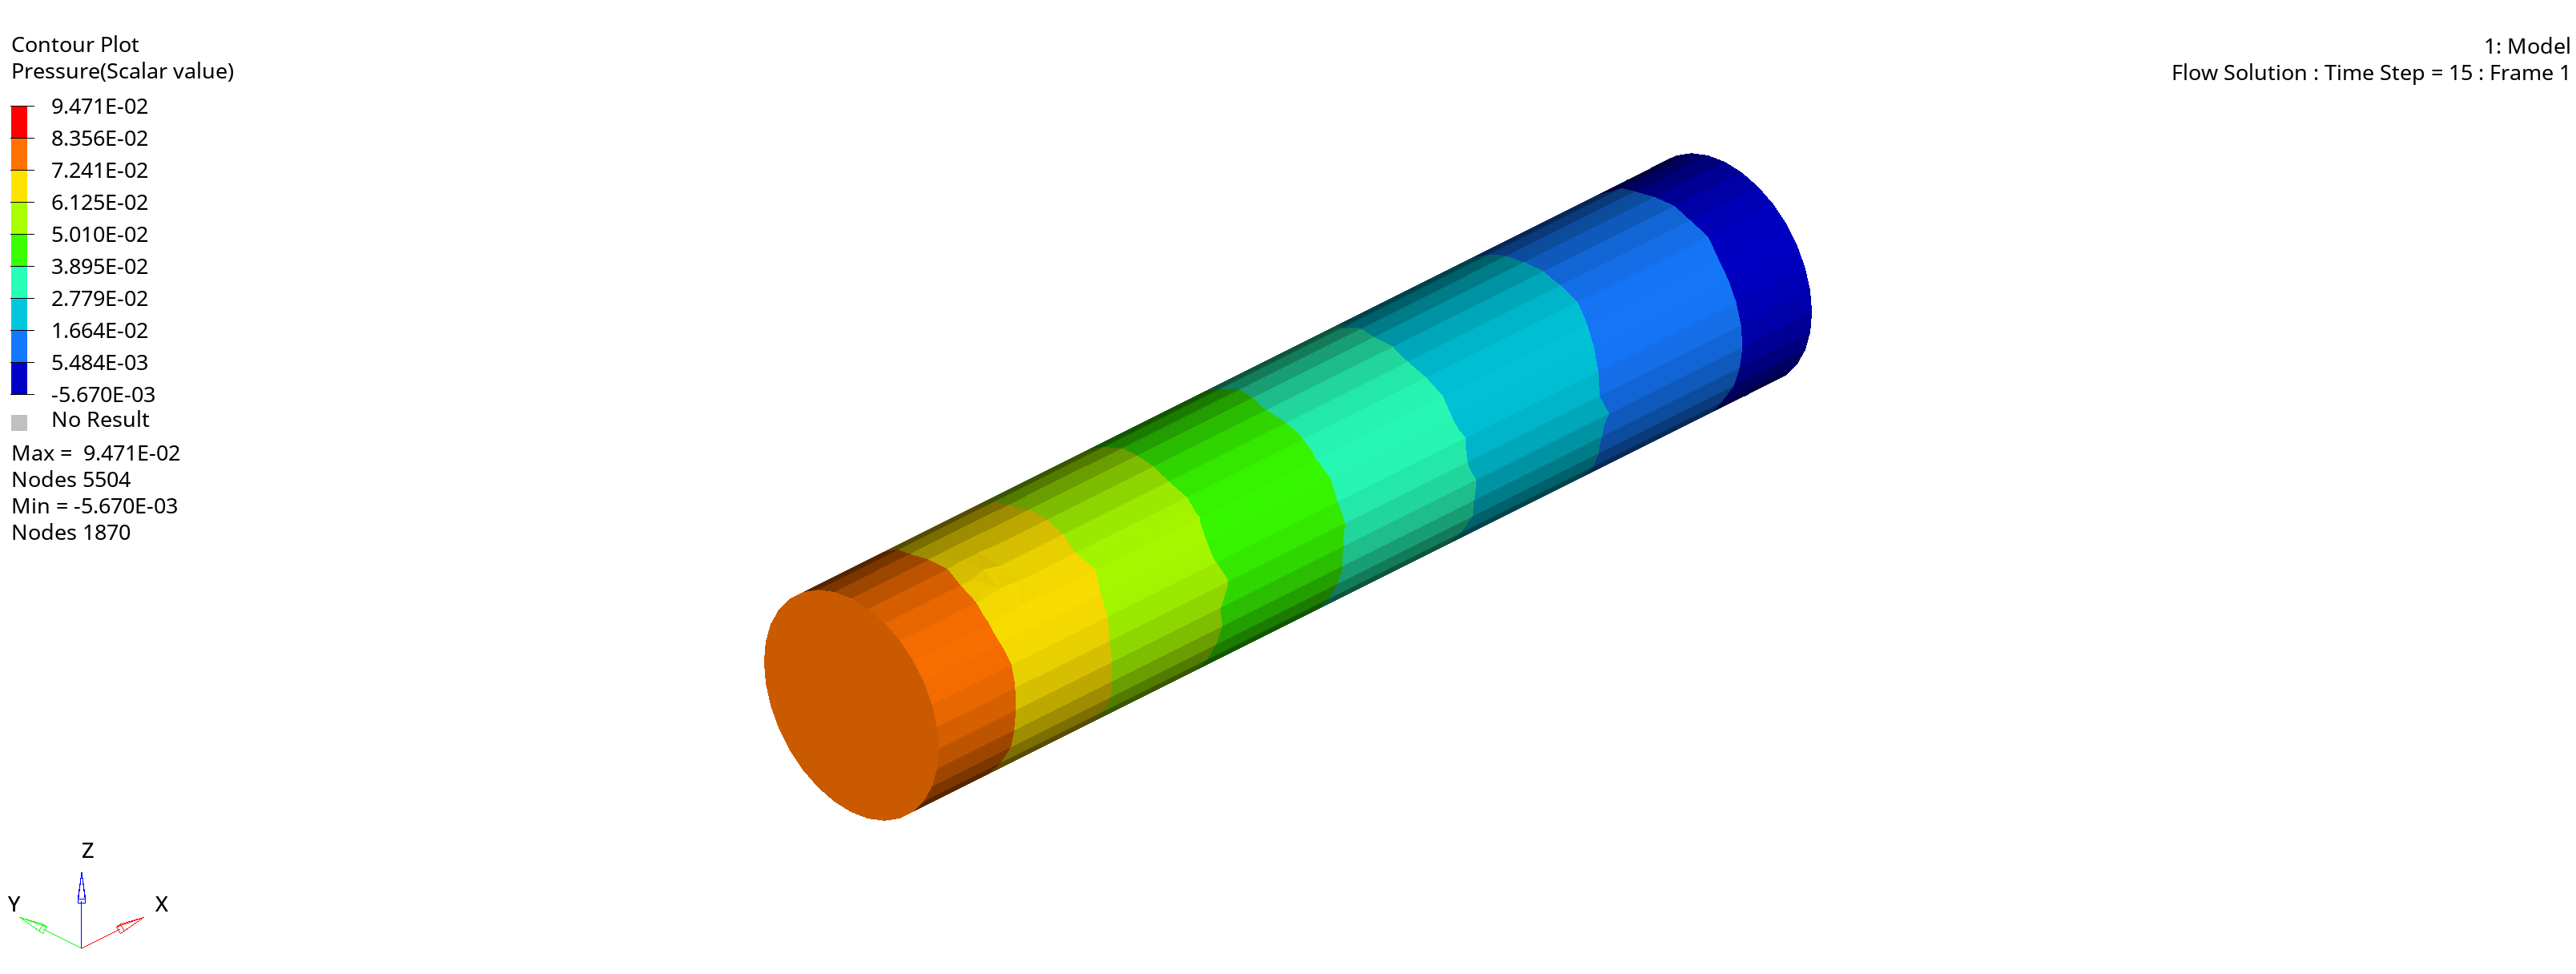 Contour Plot
Pressure(Scalar value)
9.471E-02
8.356E-02
7.241E-02
6.125E-02
5.010E-02
3.895E-02
2.779E-02
1.664E-02
5.484E-03
-5.670E-03
No Result
Max = 9.471E-02
Nodes 5504
Min = -5.670E-03
Nodes 1870
1: Model
Flow Solution : Time Step = 15 : Frame 1
Z
Y
X